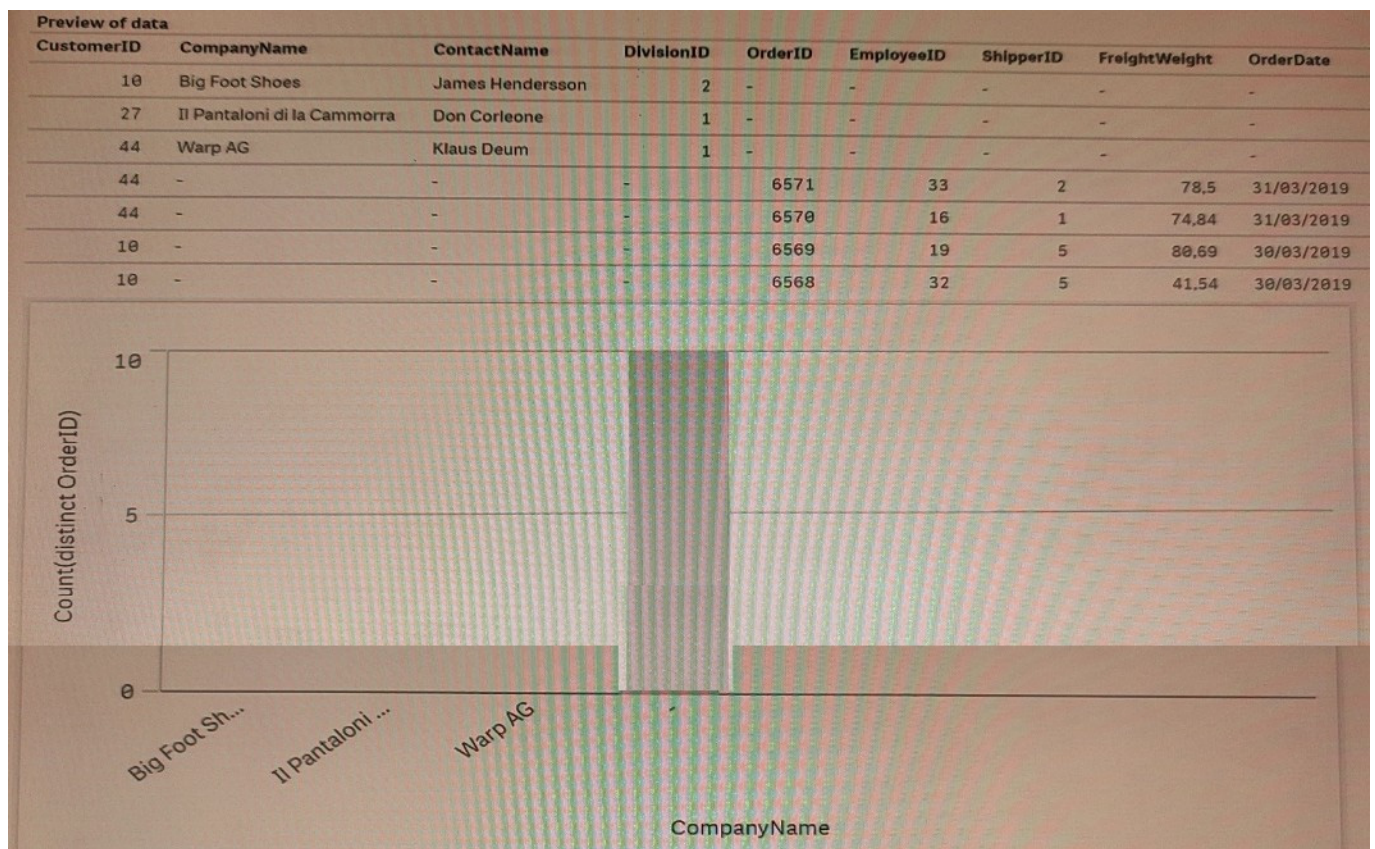 Preview of data
CustomerID CompanyName ContactName DivisionID OrderID EmployeeID ShipperID FreightWeight OrderDate
10 Big Foot Shoes James Hendersson 2 - - - - -
27 Il Pantaloni di la Cammorra Don Corleone 1 - - - - -
44 Warp AG Klaus Deum 1 - - - - -
44 - - - 6571 33 2 78,5 31/03/2019
44 - - - 6570 16 1 74,84 31/03/2019
10 - - - 6569 19 5 80,69 30/03/2019
10 - - - 6568 32 5 41,54 30/03/2019
10
5
0
Count(distinct OrderID)
Big Foot Sh... Il Pantaloni ... Warp AG -
CompanyName